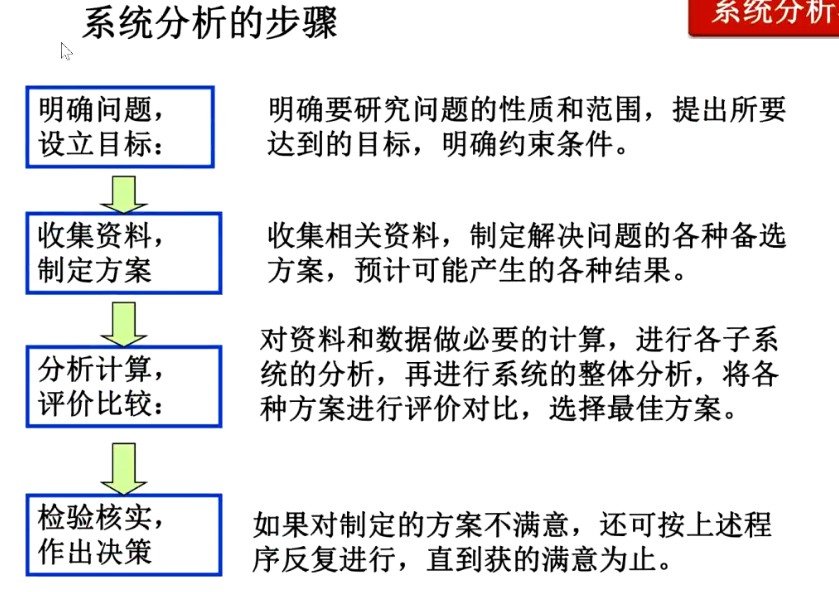 系统分析的步骤
系统分析
明确问题，
设立目标：
明确要研究问题的性质和范围，提出所要
达到的目标，明确约束条件。
收集资料，
制定方案
收集相关资料，制定解决问题的各种备选
方案，预计可能产生的各种结果。
分析计算，
评价比较：
对资料和数据做必要的计算，进行各子系
统的分析，再进行系统的整体分析，将各
种方案进行评价对比，选择最佳方案。
检验核实，
作出决策
如果对制定的方案不满意，还可按上述程
序反复进行，直到获的满意为止。